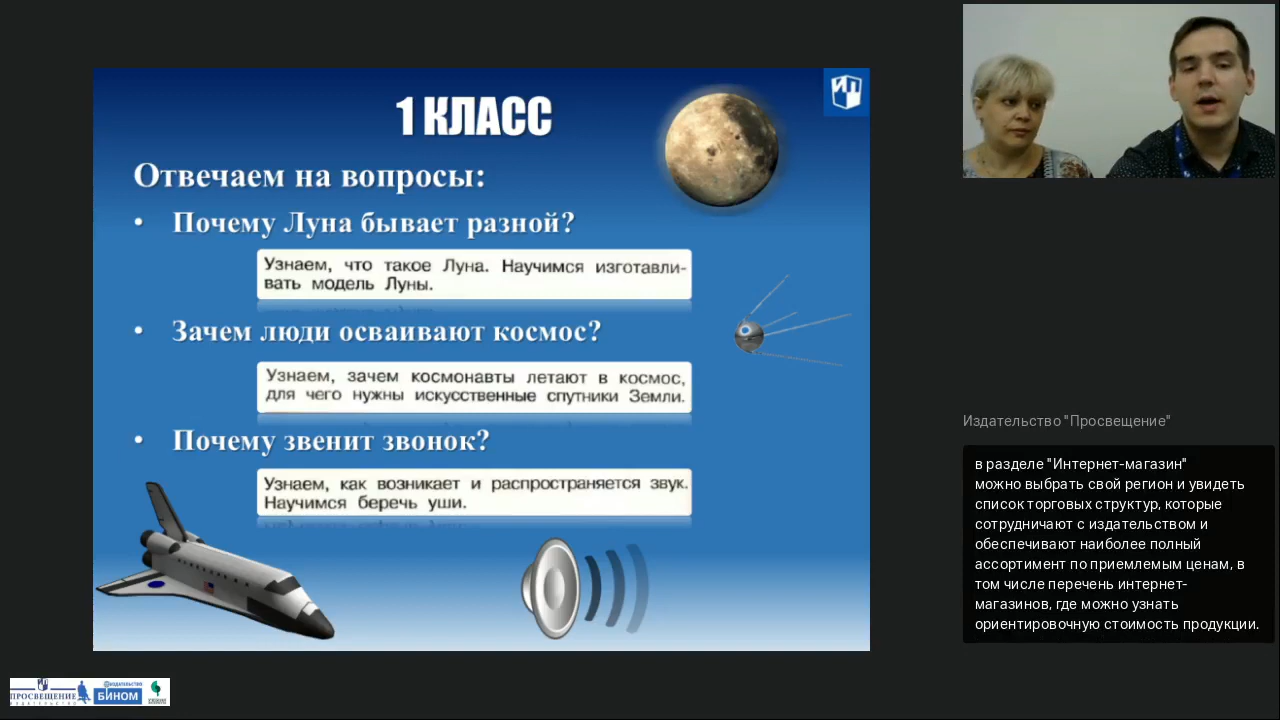 1 КЛАСС
Отвечаем на вопросы:
• Почему Луна бывает разной?
Узнаем, что такое Луна. Научимся изготавли-
вать модель Луны.
• Зачем люди осваивают космос?
Узнаем, зачем космонавты летают в космос,
для чего нужны искусственные спутники Земли.
• Почему звенит звонок?
Узнаем, как возникает и распространяется звук.
Научимся беречь уши.
Издательство "Просвещение"
в разделе "Интернет-магазин"
можно выбрать свой регион и увидеть
список торговых структур, которые
сотрудничают с издательством и
обеспечивают наиболее полный
ассортимент по приемлемым ценам, в
том числе перечень интернет-
магазинов, где можно узнать
ориентировочную стоимость продукции.
ПРОСВЕЩЕНИЕ
ИЗДАТЕЛЬСТВО
ИЗДАТЕЛЬСТВО
БИНОМ